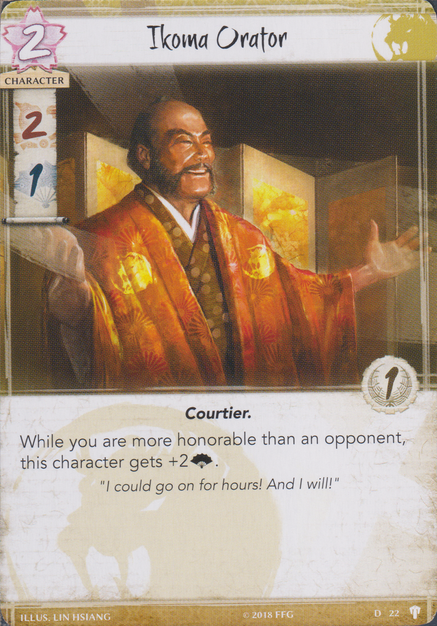 2
Ikoma Orator
CHARACTER
2
1
1
Courtier.
While you are more honorable than an opponent,
this character gets +2.
"I could go on for hours! And I will!"
ILLUS. LIN HSIANG
© 2018 FFG
D 22